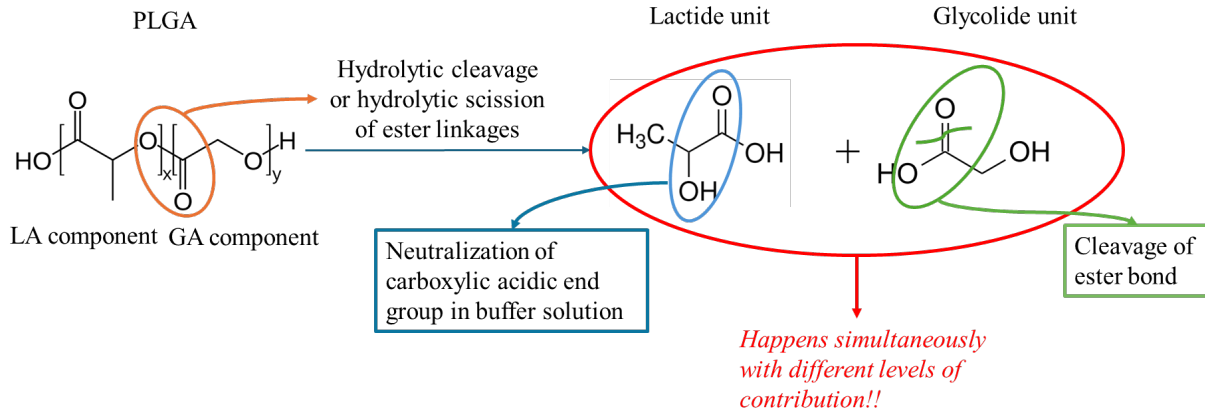 PLGA
Lactide unit
Glycolide unit
Hydrolytic cleavage
or hydrolytic scission
of ester linkages
O
HO
O
O
x
O
H
y
H₃C
O
OH
OH
+
O
HO
OH
LA component
GA component
Neutralization of
carboxylic acidic end
group in buffer solution
Cleavage of
ester bond
Happens simultaneously
with different levels of
contribution!!